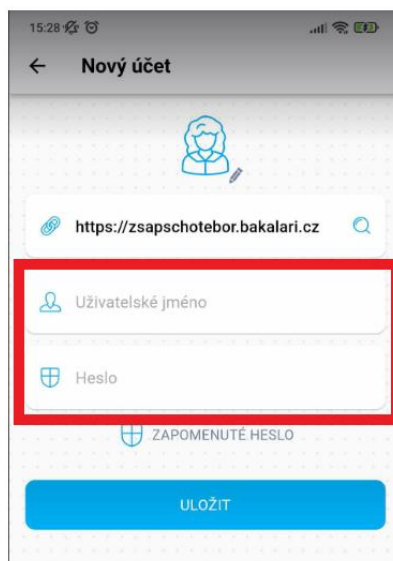 15:28
Nový účet
https://zsapschotebor.bakalari.cz
Uživatelské jméno
Heslo
ZAPOMENUTÉ HESLO
ULOŽIT